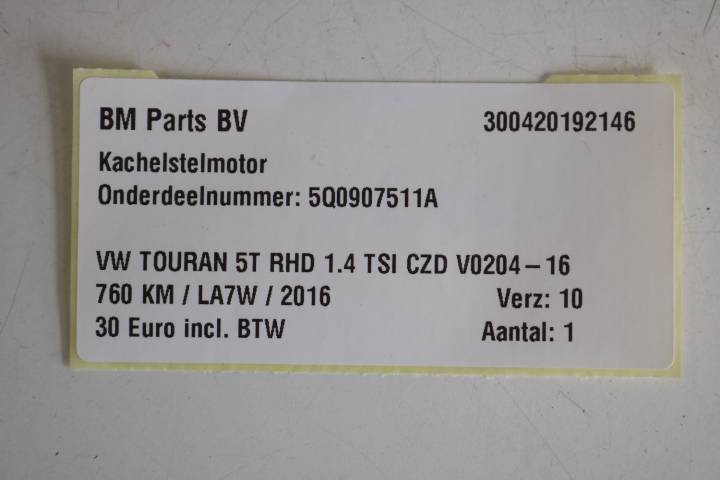 BM Parts BV 300420192146
Kachelstelmotor
Onderdeelnummer: 5Q0907511A
VW TOURAN 5T RHD 1.4 TSI CZD V0204-16
760 KM / LA7W / 2016 Verz: 10
30 Euro incl. BTW Aantal: 1